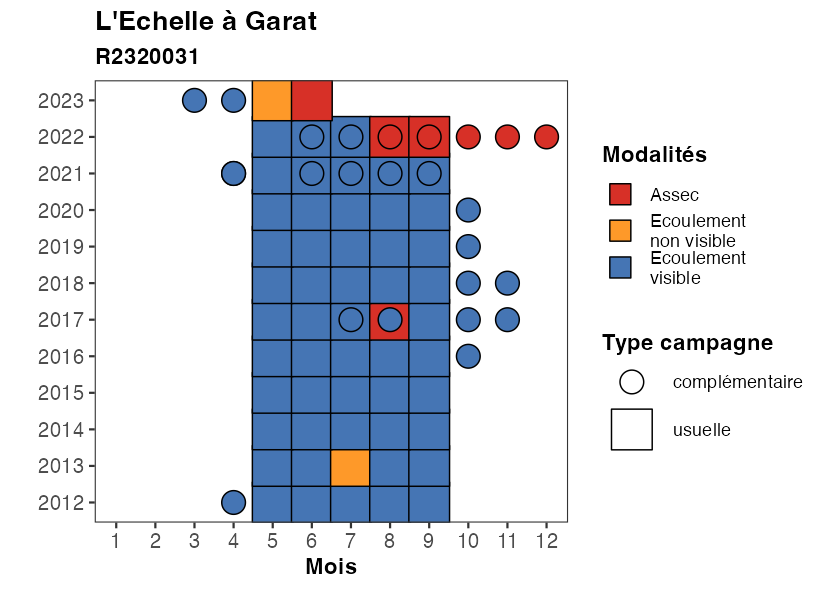 L'Echelle à Garat
R2320031
2023
2022
2021
2020
2019
2018
2017
2016
2015
2014
2013
2012
1 2 3 4 5 6 7 8 9 10 11 12
Mois
Modalités
Assec
Ecoulement
non visible
Ecoulement
visible
Type campagne
complémentaire
usuelle